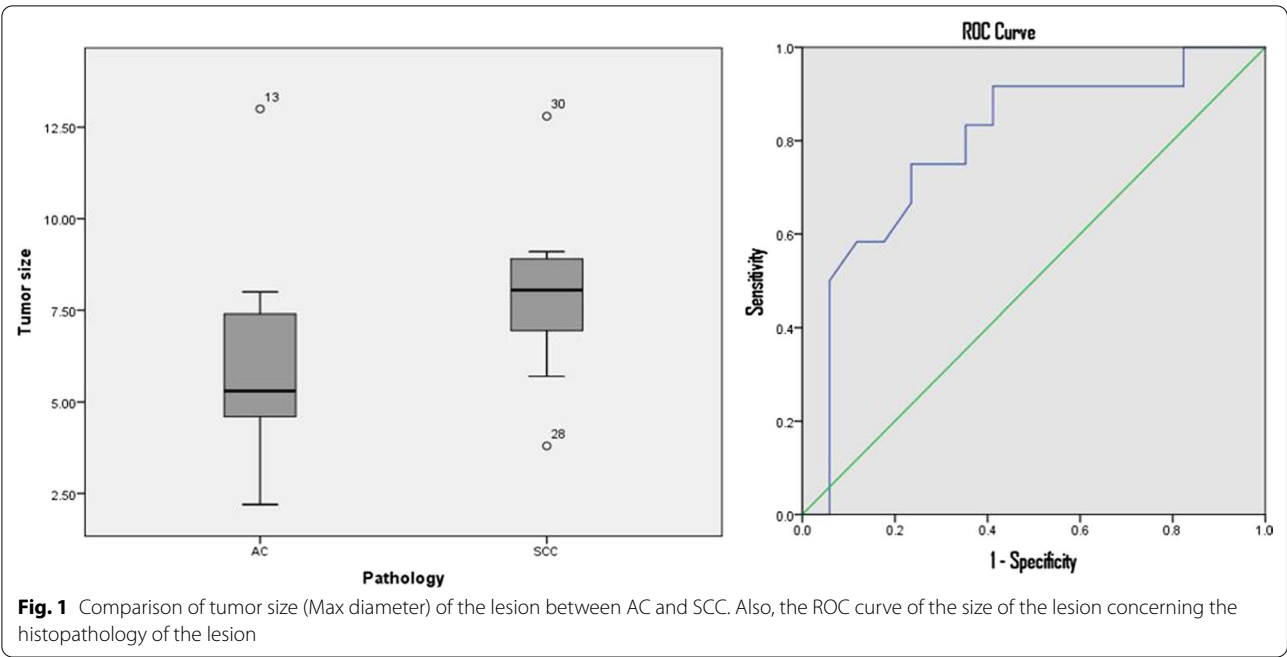 13
30
12.50
10.00
7.50
5.00
2.50
28
Tumor size
AC
SCC
Pathology
ROC Curve
1.0
0.8
0.6
0.4
0.2
0.0
Sensitivity
0.0 0.2 0.4 0.6 0.8 1.0
1 - Specificity
Fig. 1 Comparison of tumor size (Max diameter) of the lesion between AC and SCC. Also, the ROC curve of the size of the lesion concerning the
histopathology of the lesion